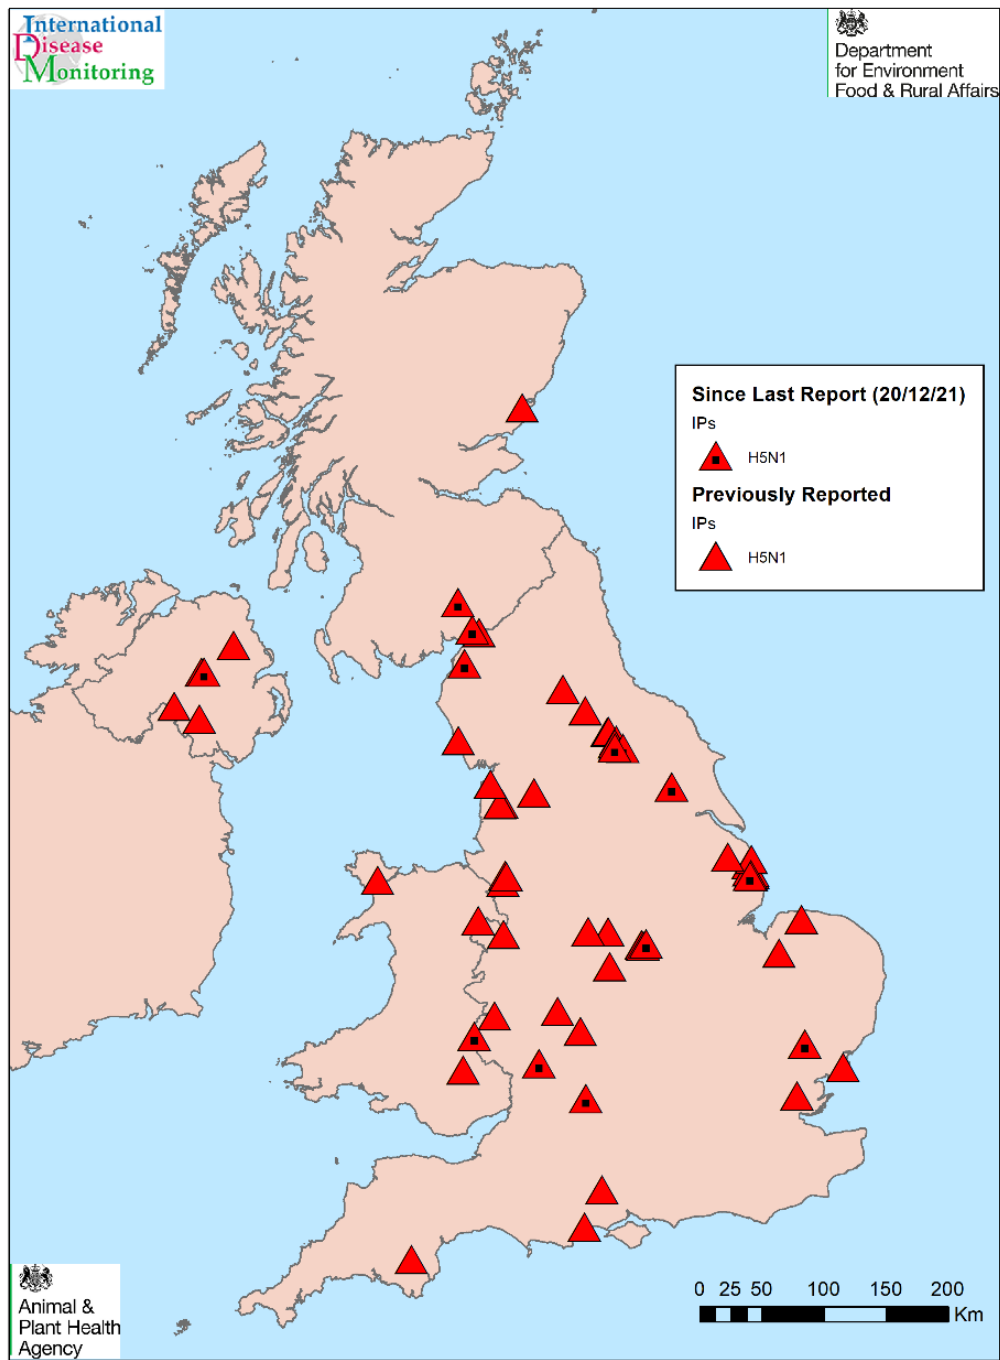 International
Disease
Monitoring
Department
for Environment
Food & Rural Affairs
Since Last Report (20/12/21)
IPs
H5N1
Previously Reported
IPs
H5N1
0 25 50 100 150 200
Km
Animal &
Plant Health
Agency